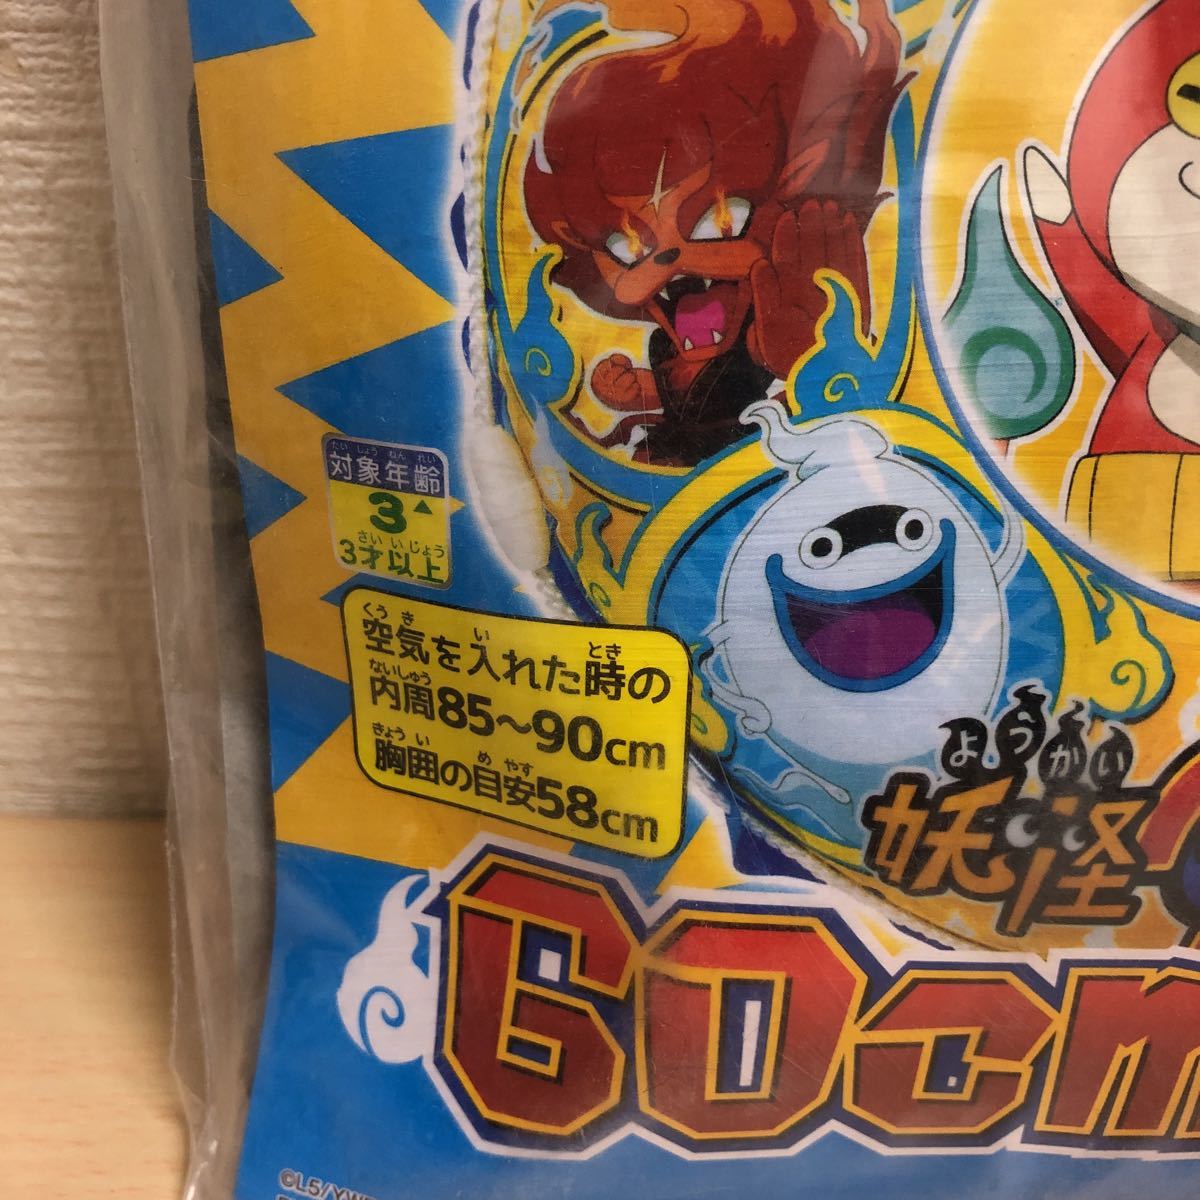 たいしょうねんれい
対象年齢
3
さいいじょう
3才以上
くうき い とき
空気を入れた時の
ないしゅう
内周85～90cm
きょうい めやす
胸囲の目安58cm
ようかい
妖怪
60cm
©L5/YW